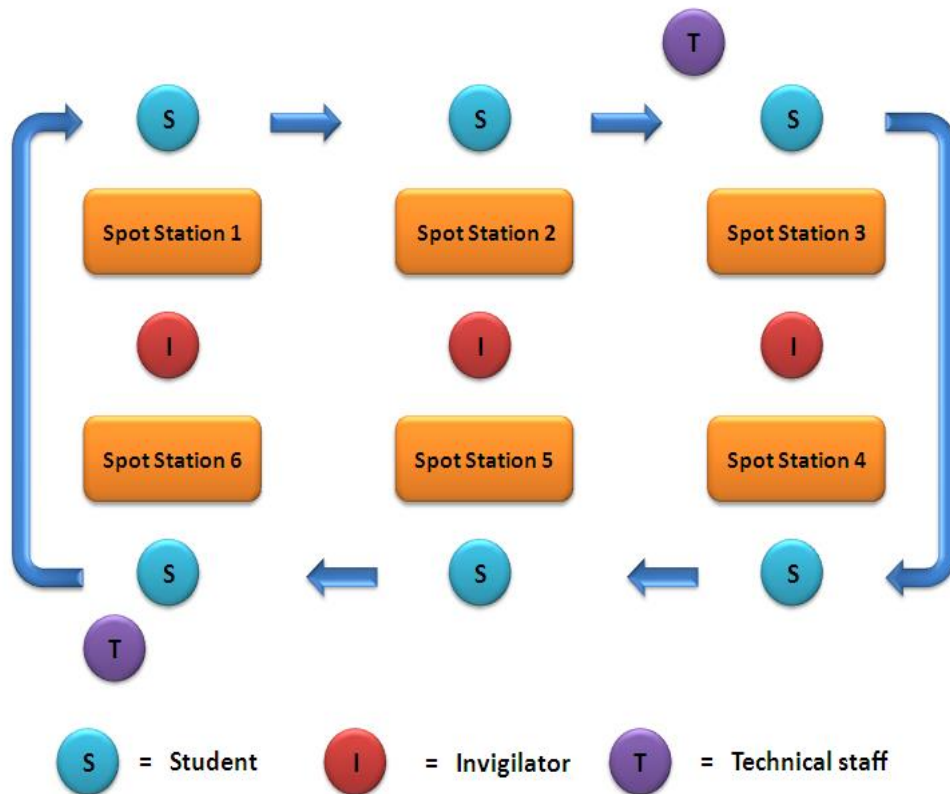 T
S S S
Spot Station 1 Spot Station 2 Spot Station 3
I I I
Spot Station 6 Spot Station 5 Spot Station 4
S S S
T
S = Student I = Invigilator T = Technical staff